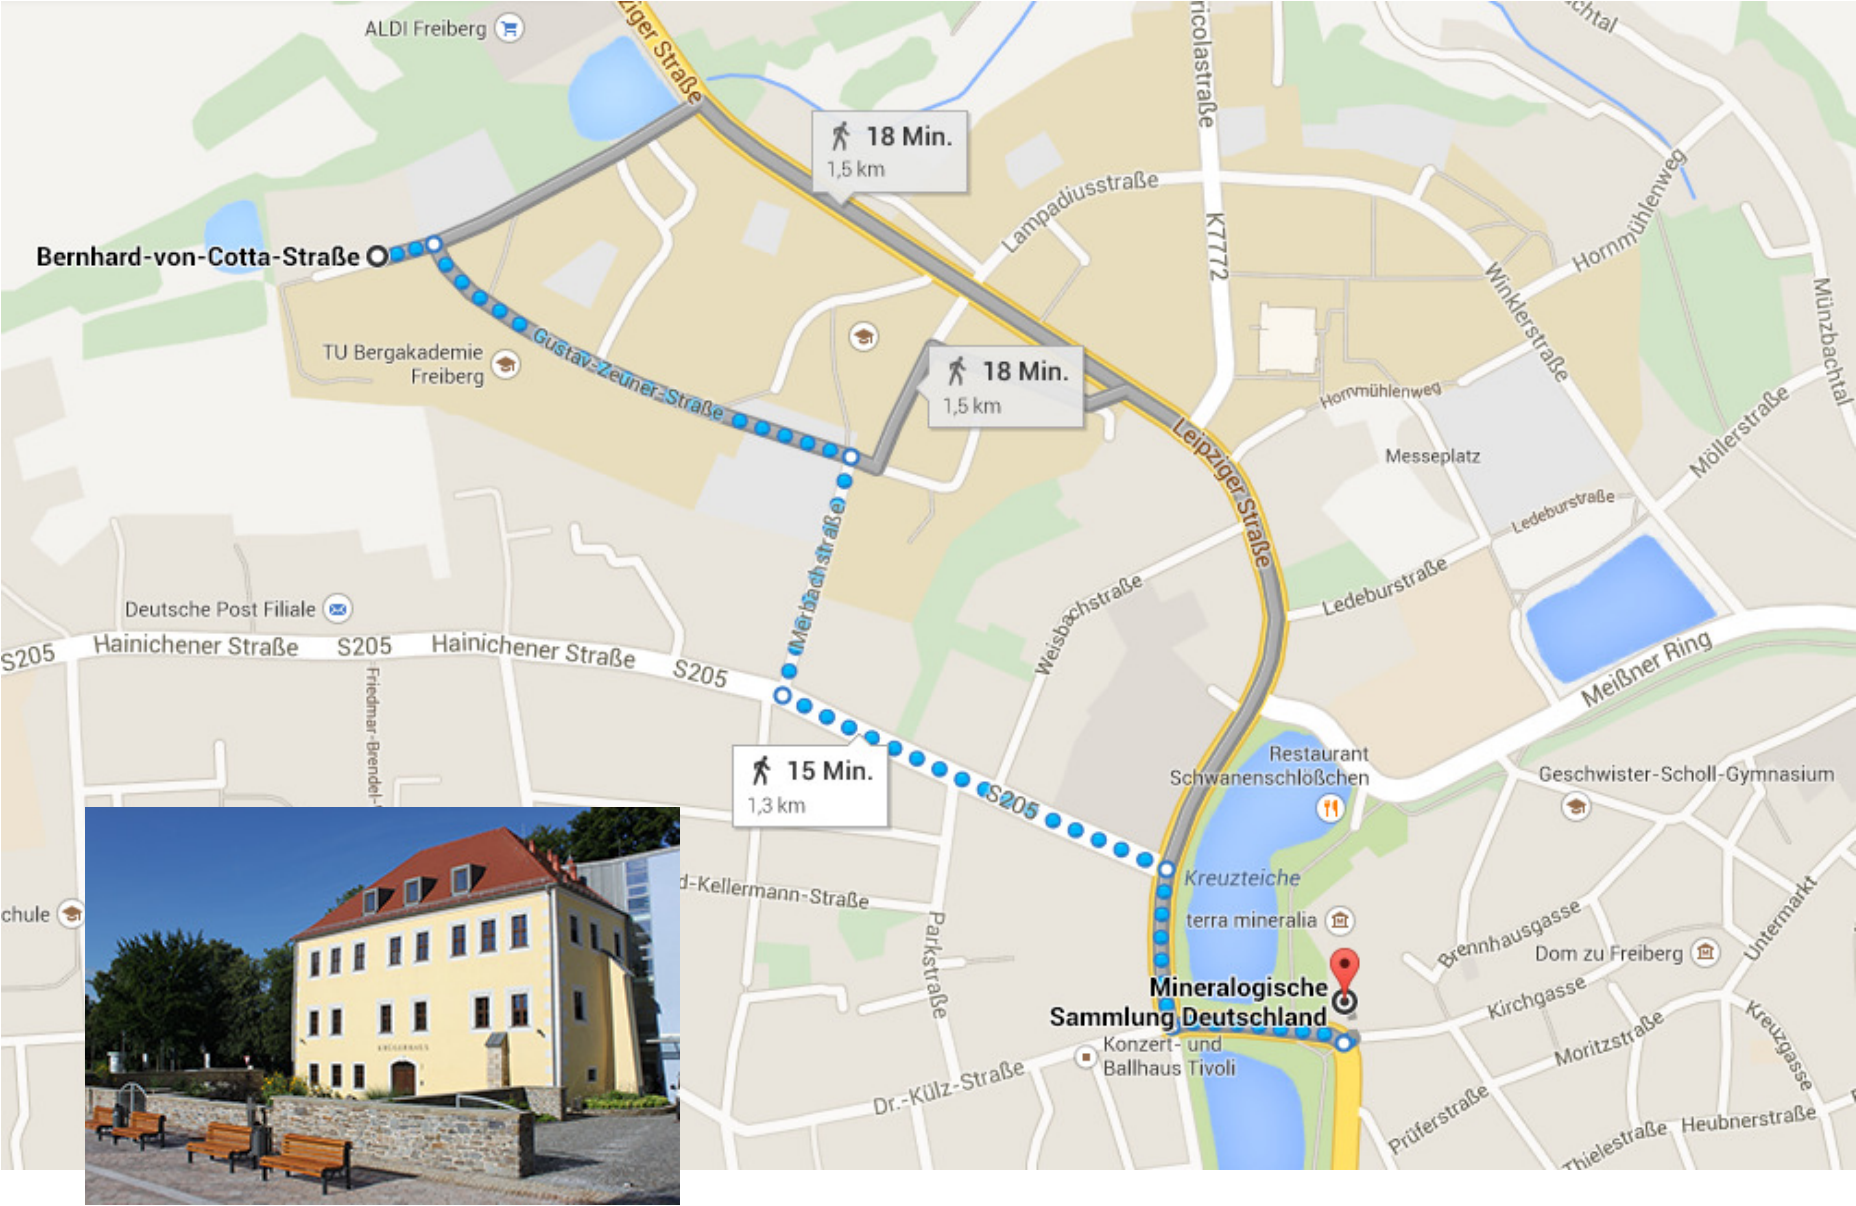 ALDI Freiberg
ziger Straße
ricolastraße
chtal
18 Min.
1,5 km
Lampadiusstraße
Hornmühlenweg
K7772
Bernhard-von-Cotta-Straße
Winklerstraße
Münzbachtal
TU Bergakademie
Freiberg
Gustav-Zeuner-Straße
18 Min.
1,5 km
Hornmühlenweg
Leipziger Straße
Messeplatz
Möllerstraße
Ledeburstraße
Merbachstraße
Weisbachstraße
Ledeburstraße
Deutsche Post Filiale
S205
Hainichener Straße
S205
Hainichener Straße
S205
Friedmar-Brendel-
Meißner Ring
15 Min.
1,3 km
S205
Restaurant
Schwanenschlößchen
Geschwister-Scholl-Gymnasium
Kreuzteiche
d-Kellermann-Straße
Parkstraße
chule
terra mineralia
Brennhausgasse
Dom zu Freiberg
Untermarkt
Mineralogische
Sammlung Deutschland
Kirchgasse
Konzert- und
Ballhaus Tivoli
Moritzstraße
Kreuzgasse
Dr.-Külz-Straße
Prüferstraße
Thielestraße
Heubnerstraße
KRÜGERHAUS